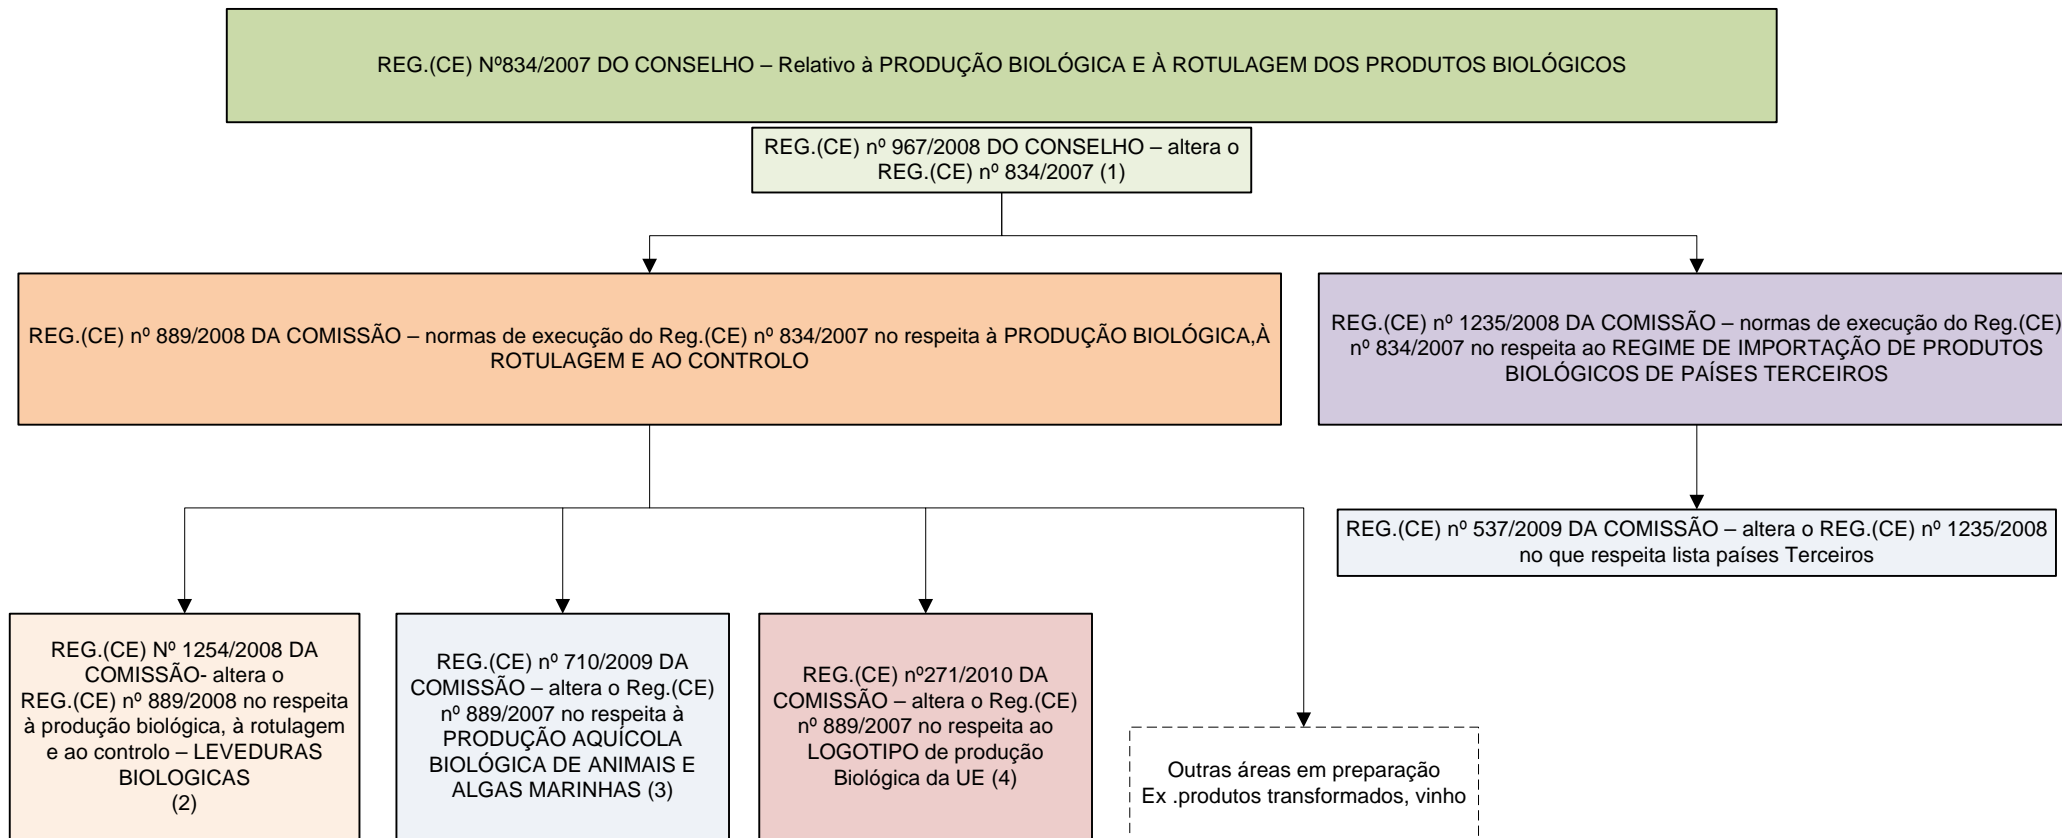 REG.(CE) Nº834/2007 DO CONSELHO – Relativo à PRODUÇÃO BIOLÓGICA E À ROTULAGEM DOS PRODUTOS BIOLÓGICOS
REG.(CE) nº 967/2008 DO CONSELHO – altera o
REG.(CE) nº 834/2007 (1)
REG.(CE) nº 889/2008 DA COMISSÃO – normas de execução do Reg.(CE) nº 834/2007 no respeita à PRODUÇÃO BIOLÓGICA,À
ROTULAGEM E AO CONTROLO
REG.(CE) nº 1235/2008 DA COMISSÃO – normas de execução do Reg.(CE)
nº 834/2007 no respeita ao REGIME DE IMPORTAÇÃO DE PRODUTOS
BIOLÓGICOS DE PAÍSES TERCEIROS
REG.(CE) nº 537/2009 DA COMISSÃO – altera o REG.(CE) nº 1235/2008
no que respeita lista países Terceiros
REG.(CE) Nº 1254/2008 DA
COMISSÃO- altera o
REG.(CE) nº 889/2008 no respeita
à produção biológica, à rotulagem
e ao controlo – LEVEDURAS
BIOLOGICAS
(2)
REG.(CE) nº 710/2009 DA
COMISSÃO – altera o Reg.(CE)
nº 889/2007 no respeita à
PRODUÇÃO AQUÍCOLA
BIOLÓGICA DE ANIMAIS E
ALGAS MARINHAS (3)
REG.(CE) nº271/2010 DA
COMISSÃO – altera o Reg.(CE)
nº 889/2007 no respeita ao
LOGOTIPO de produção
Biológica da UE (4)
Outras áreas em preparação
Ex .produtos transformados, vinho